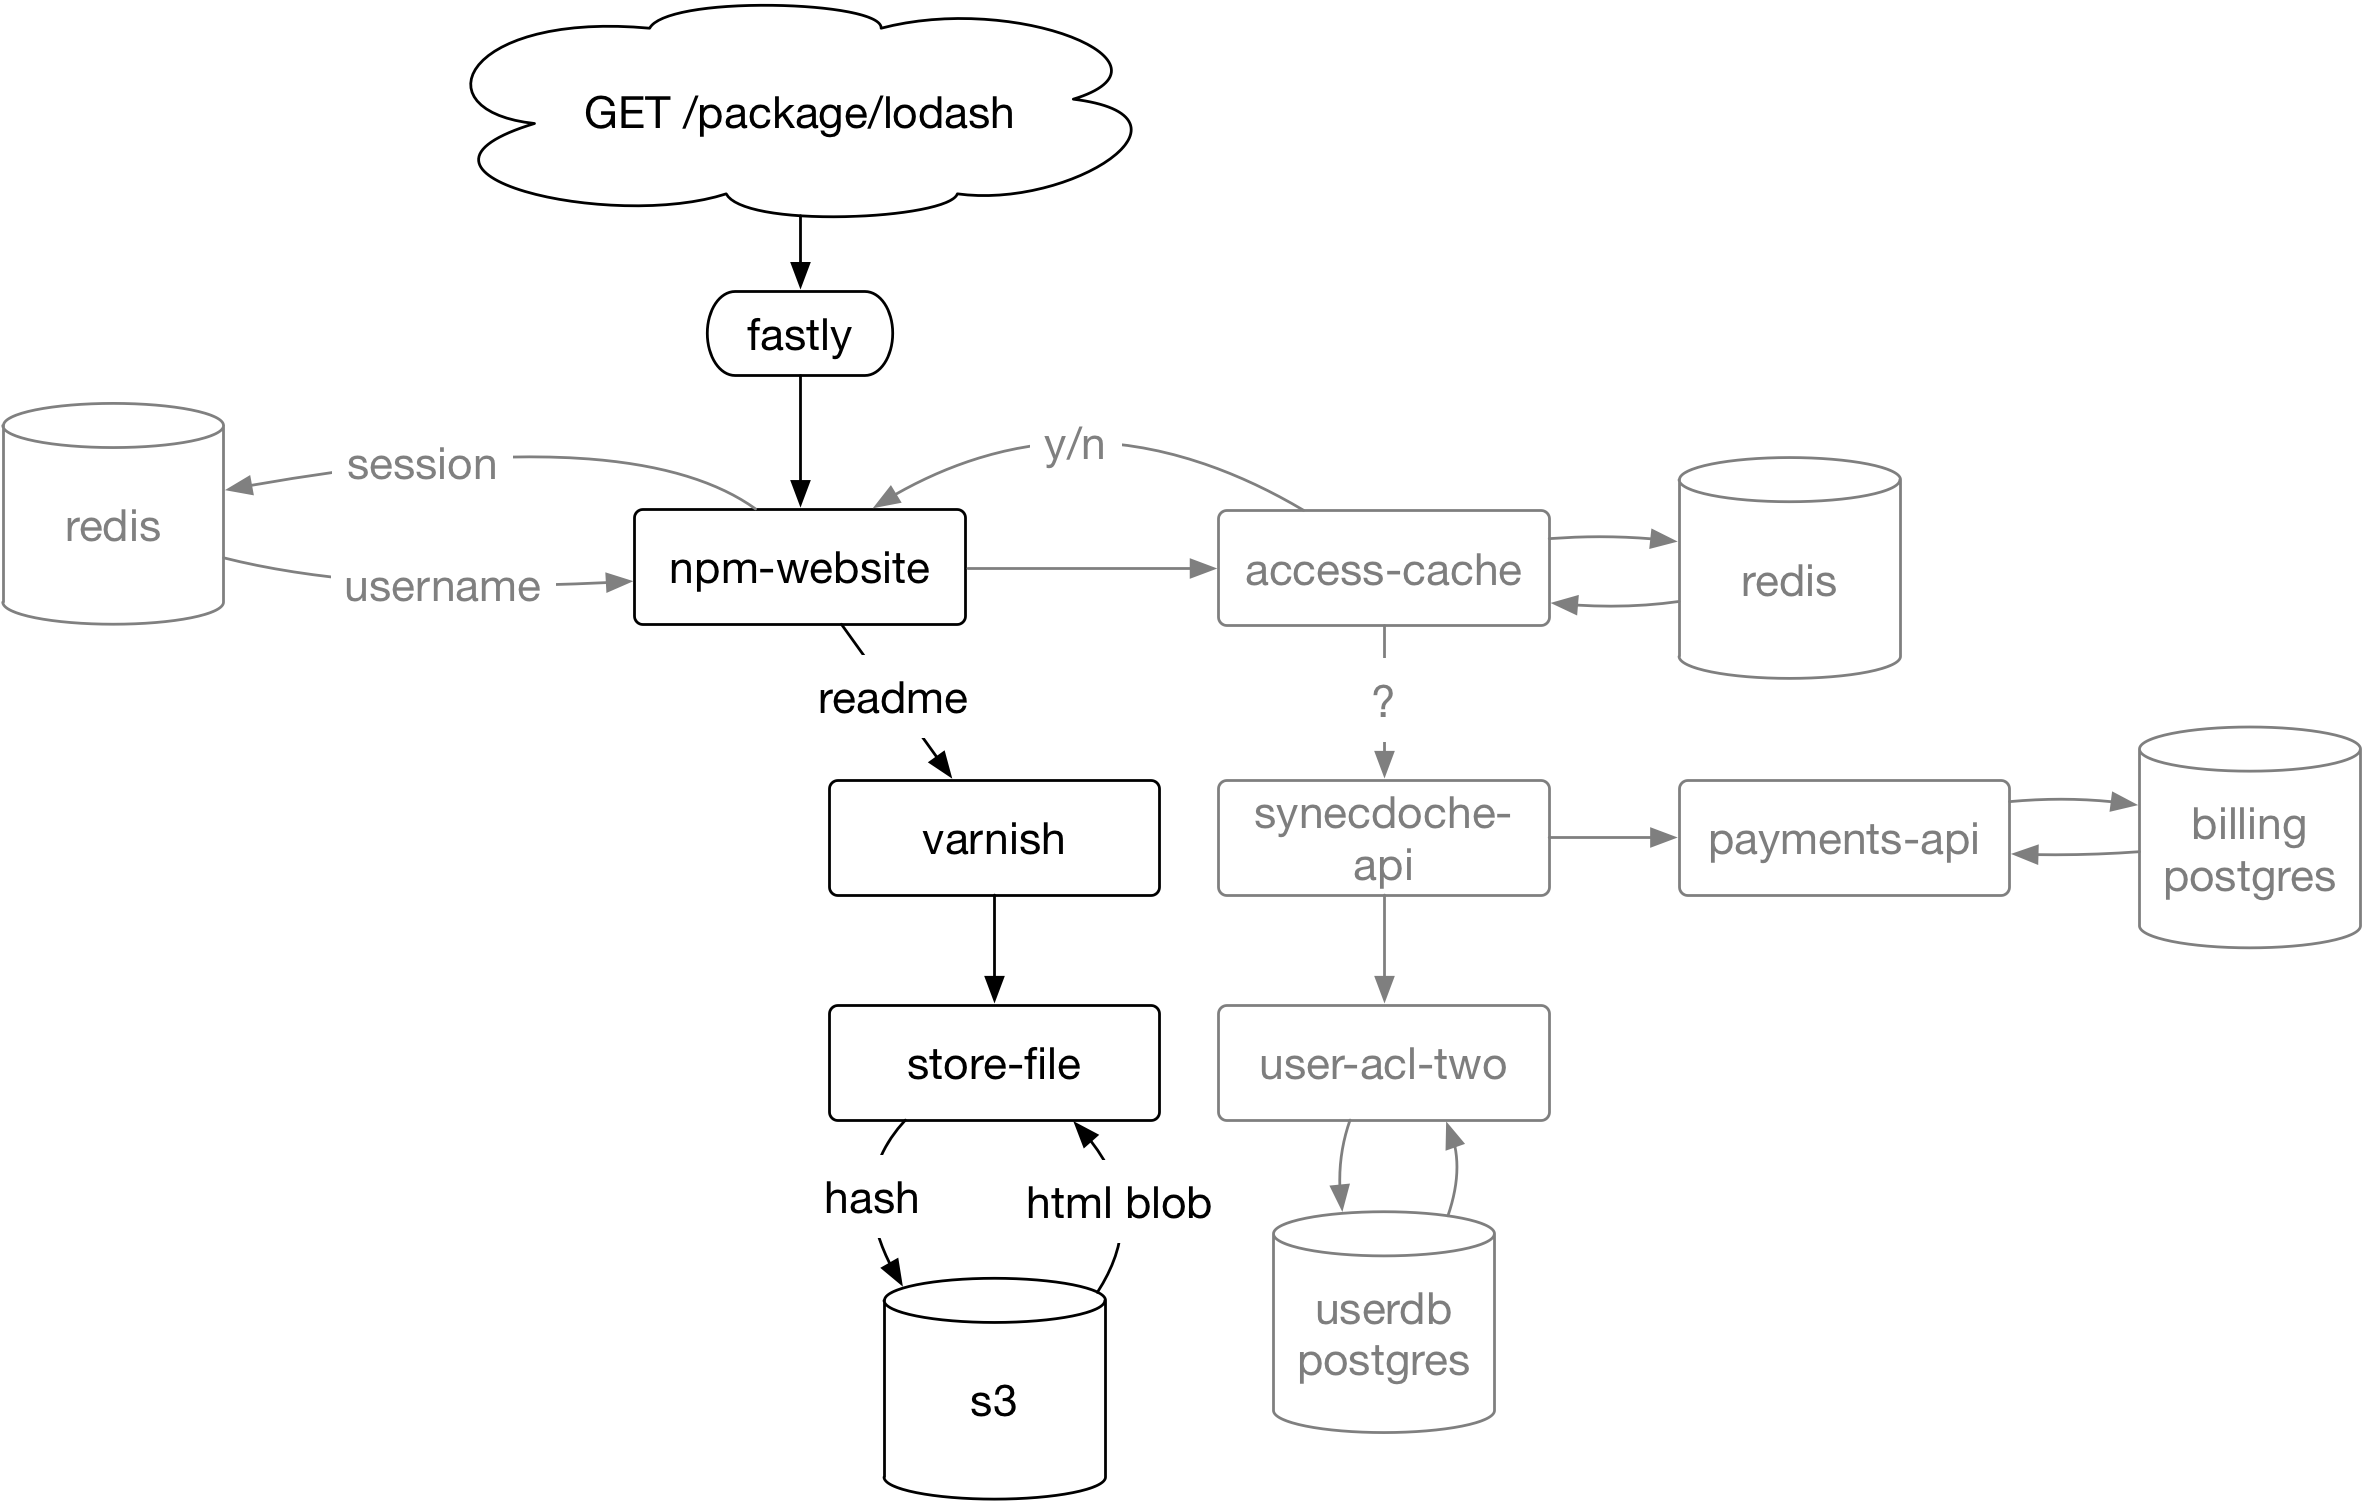 GET /package/lodash
fastly
session
y/n
redis
username
npm-website
access-cache
redis
readme
?
varnish
synecdoche-
api
payments-api
billing
postgres
store-file
user-acl-two
hash
html blob
userdb
postgres
s3